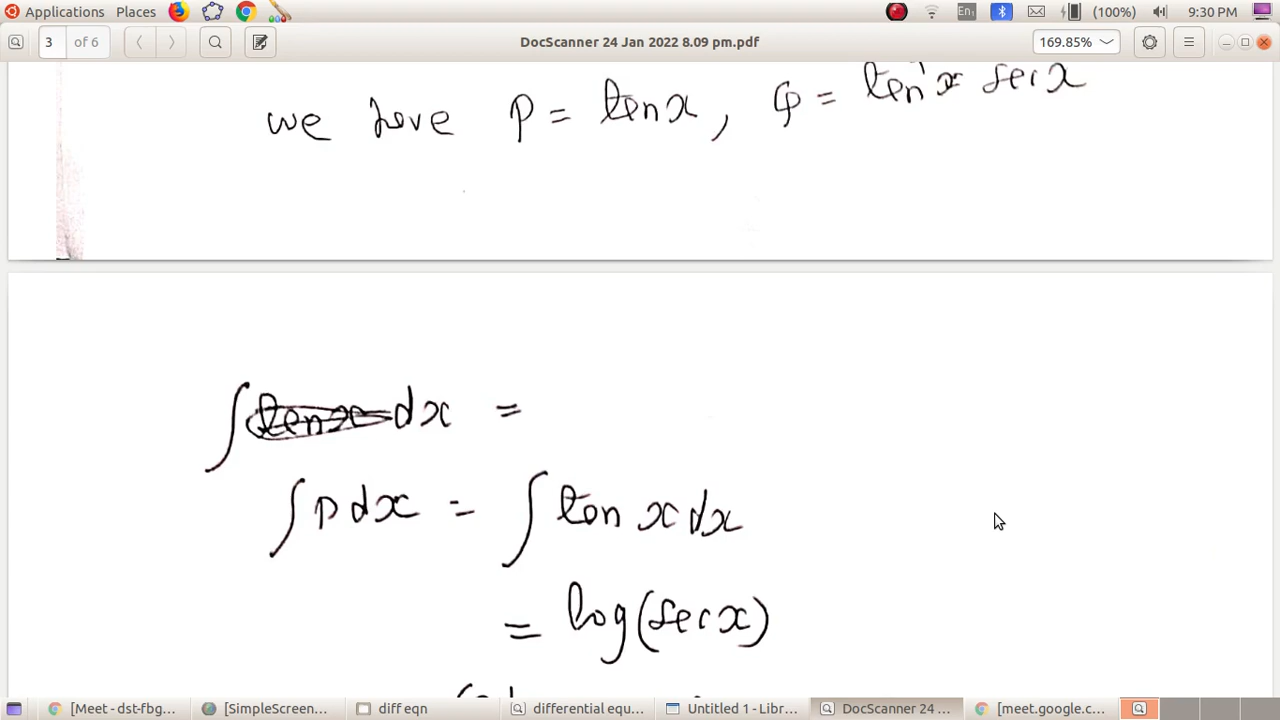 Applications Places En₁ (100%) 9:30 PM
3 of 6 DocScanner 24 Jan 2022 8.09 pm.pdf 169.85%
we have P = tan x, Q = sec x
∫ dx =
∫ P dx = ∫ tan x dx
= log(sec x)
[Meet - dst-fbg... [SimpleScreen... diff eqn differential equ... Untitled 1 - Libr... DocScanner 24 ... [meet.google.c...